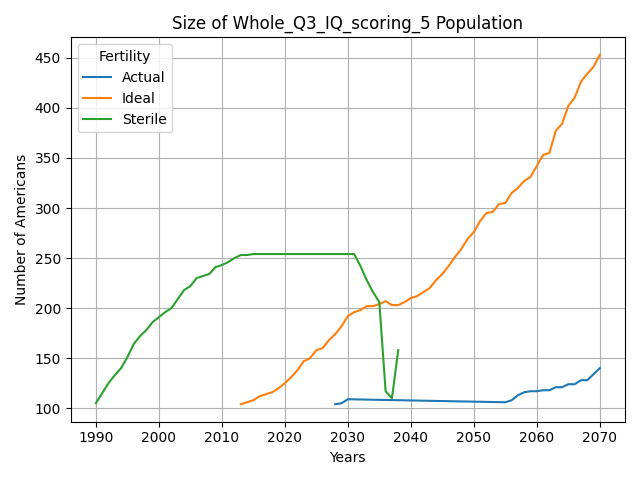 Size of Whole_Q3_IQ_scoring_5 Population
Fertility
Actual
Ideal
Sterile
Number of Americans
450
400
350
300
250
200
150
100
1990 2000 2010 2020 2030 2040 2050 2060 2070
Years